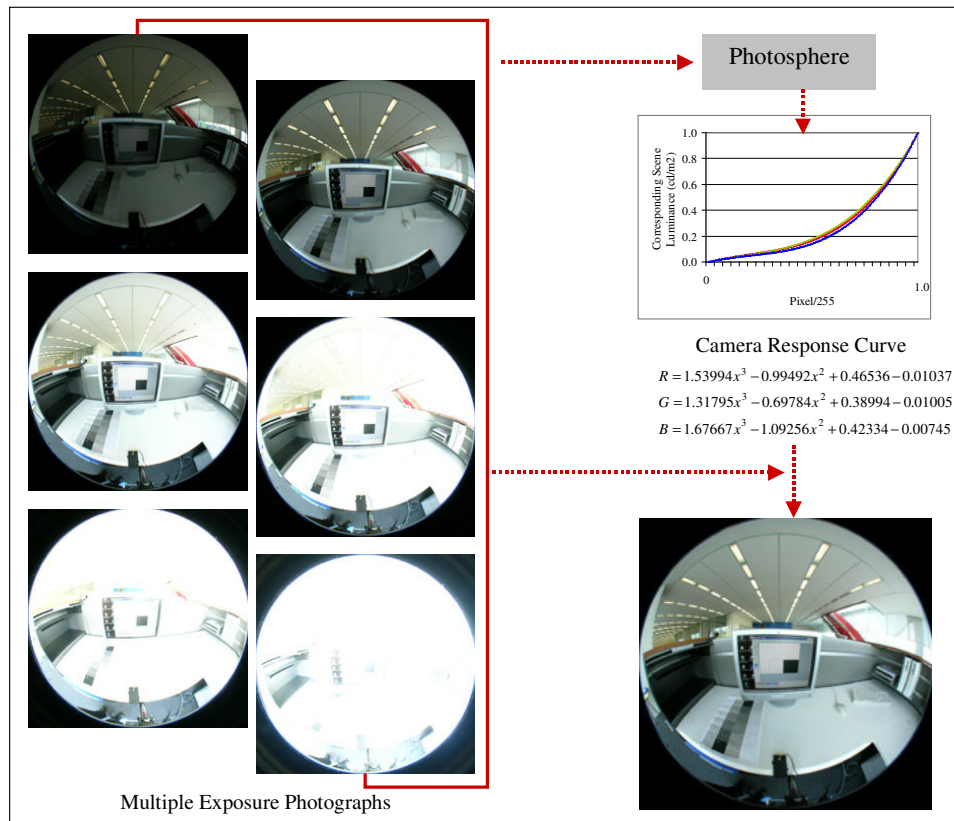 Photosphere
Corresponding Scene
Luminance (cd/m2)
1.0
0.8
0.6
0.4
0.2
0.0
0
1.0
Pixel/255
Camera Response Curve
R = 1.53994x³ − 0.99492x² + 0.46536 − 0.01037
G = 1.31795x³ − 0.69784x² + 0.38994 − 0.01005
B = 1.67667x³ − 1.09256x² + 0.42334 − 0.00745
Multiple Exposure Photographs